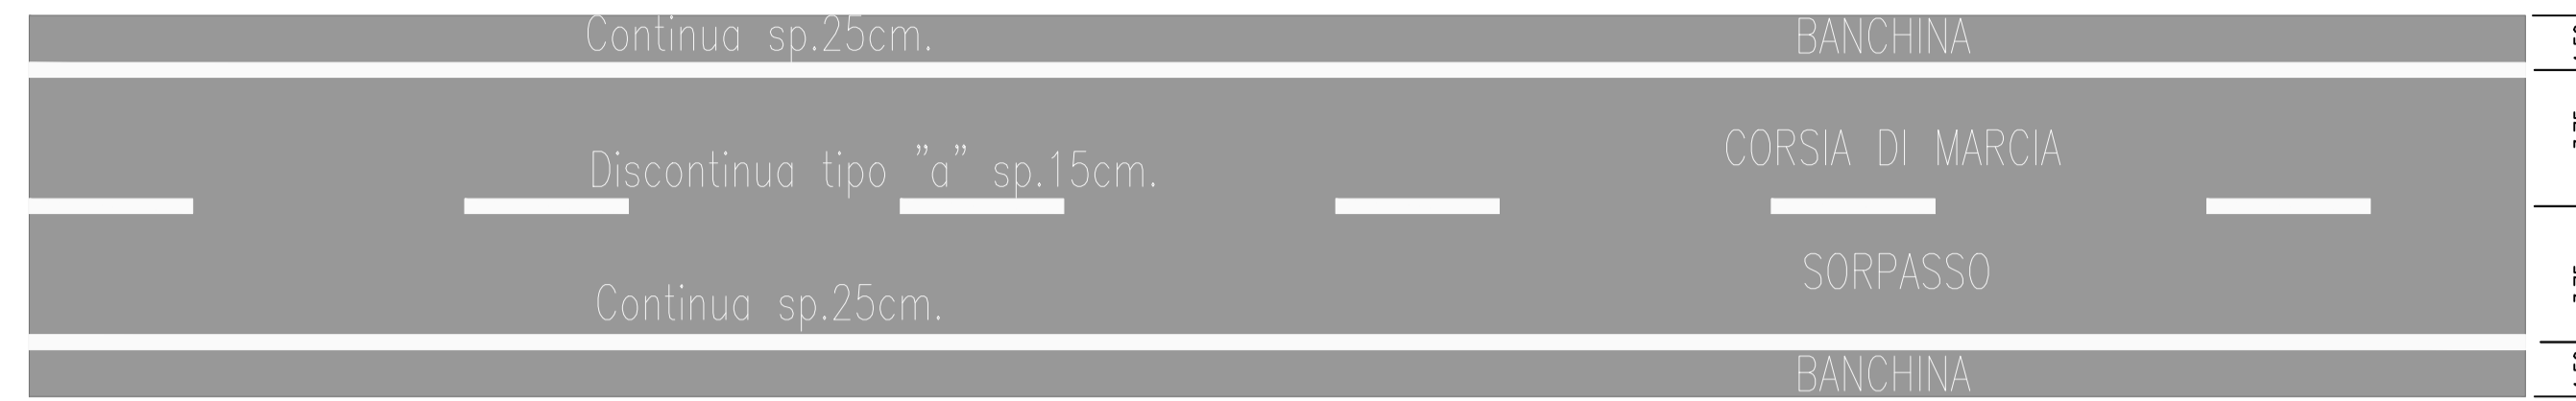 Continua sp.25cm.
BANCHINA
CORSIA DI MARCIA
Discontinua tipo "a" sp.15cm.
SORPASSO
Continua sp.25cm.
BANCHINA